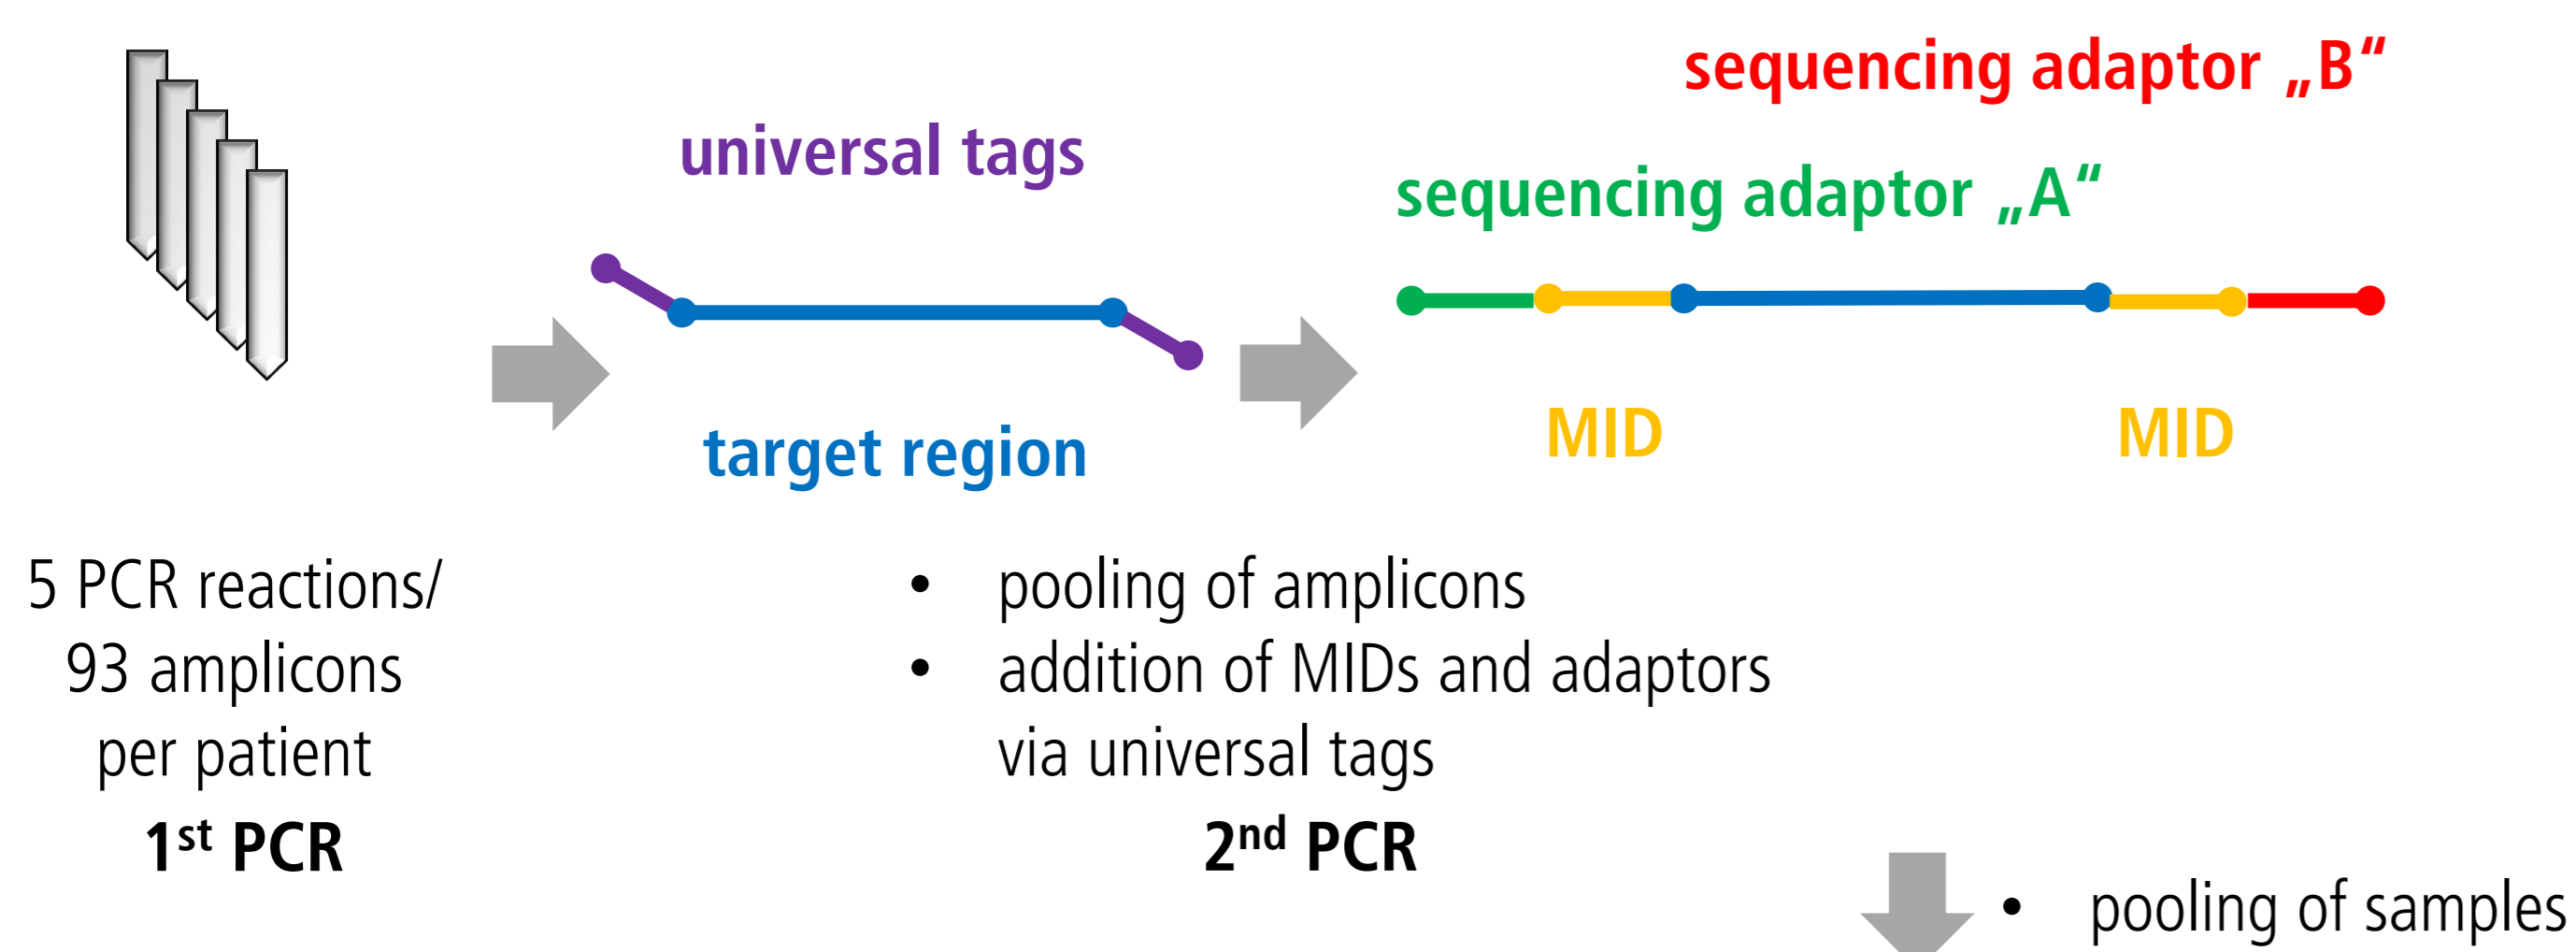 sequencing adaptor „B“
universal tags
sequencing adaptor „A“
target region
MID
MID
5 PCR reactions/
93 amplicons
per patient
1st PCR
• pooling of amplicons
• addition of MIDs and adaptors
via universal tags
2nd PCR
• pooling of samples